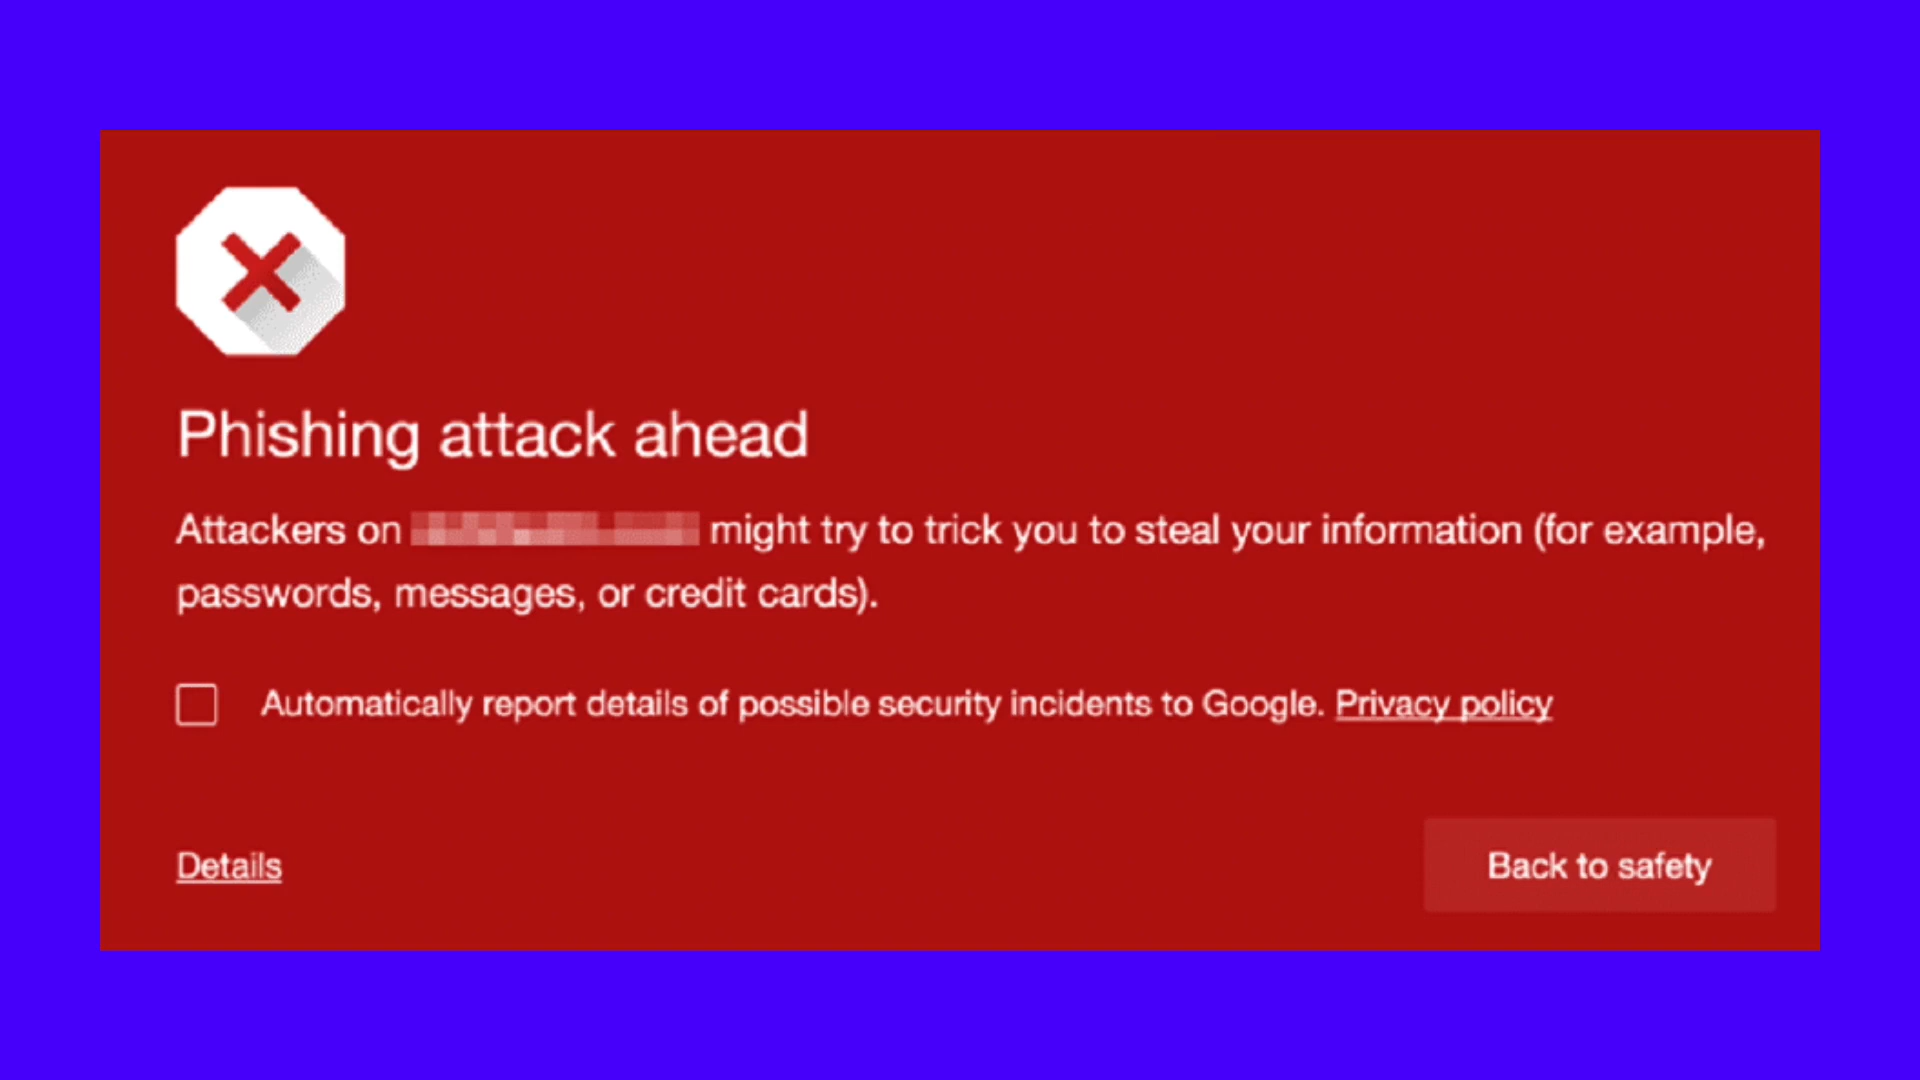 Phishing attack ahead
Attackers on might try to trick you to steal your information (for example,
passwords, messages, or credit cards).
Automatically report details of possible security incidents to Google. Privacy policy
Details
Back to safety